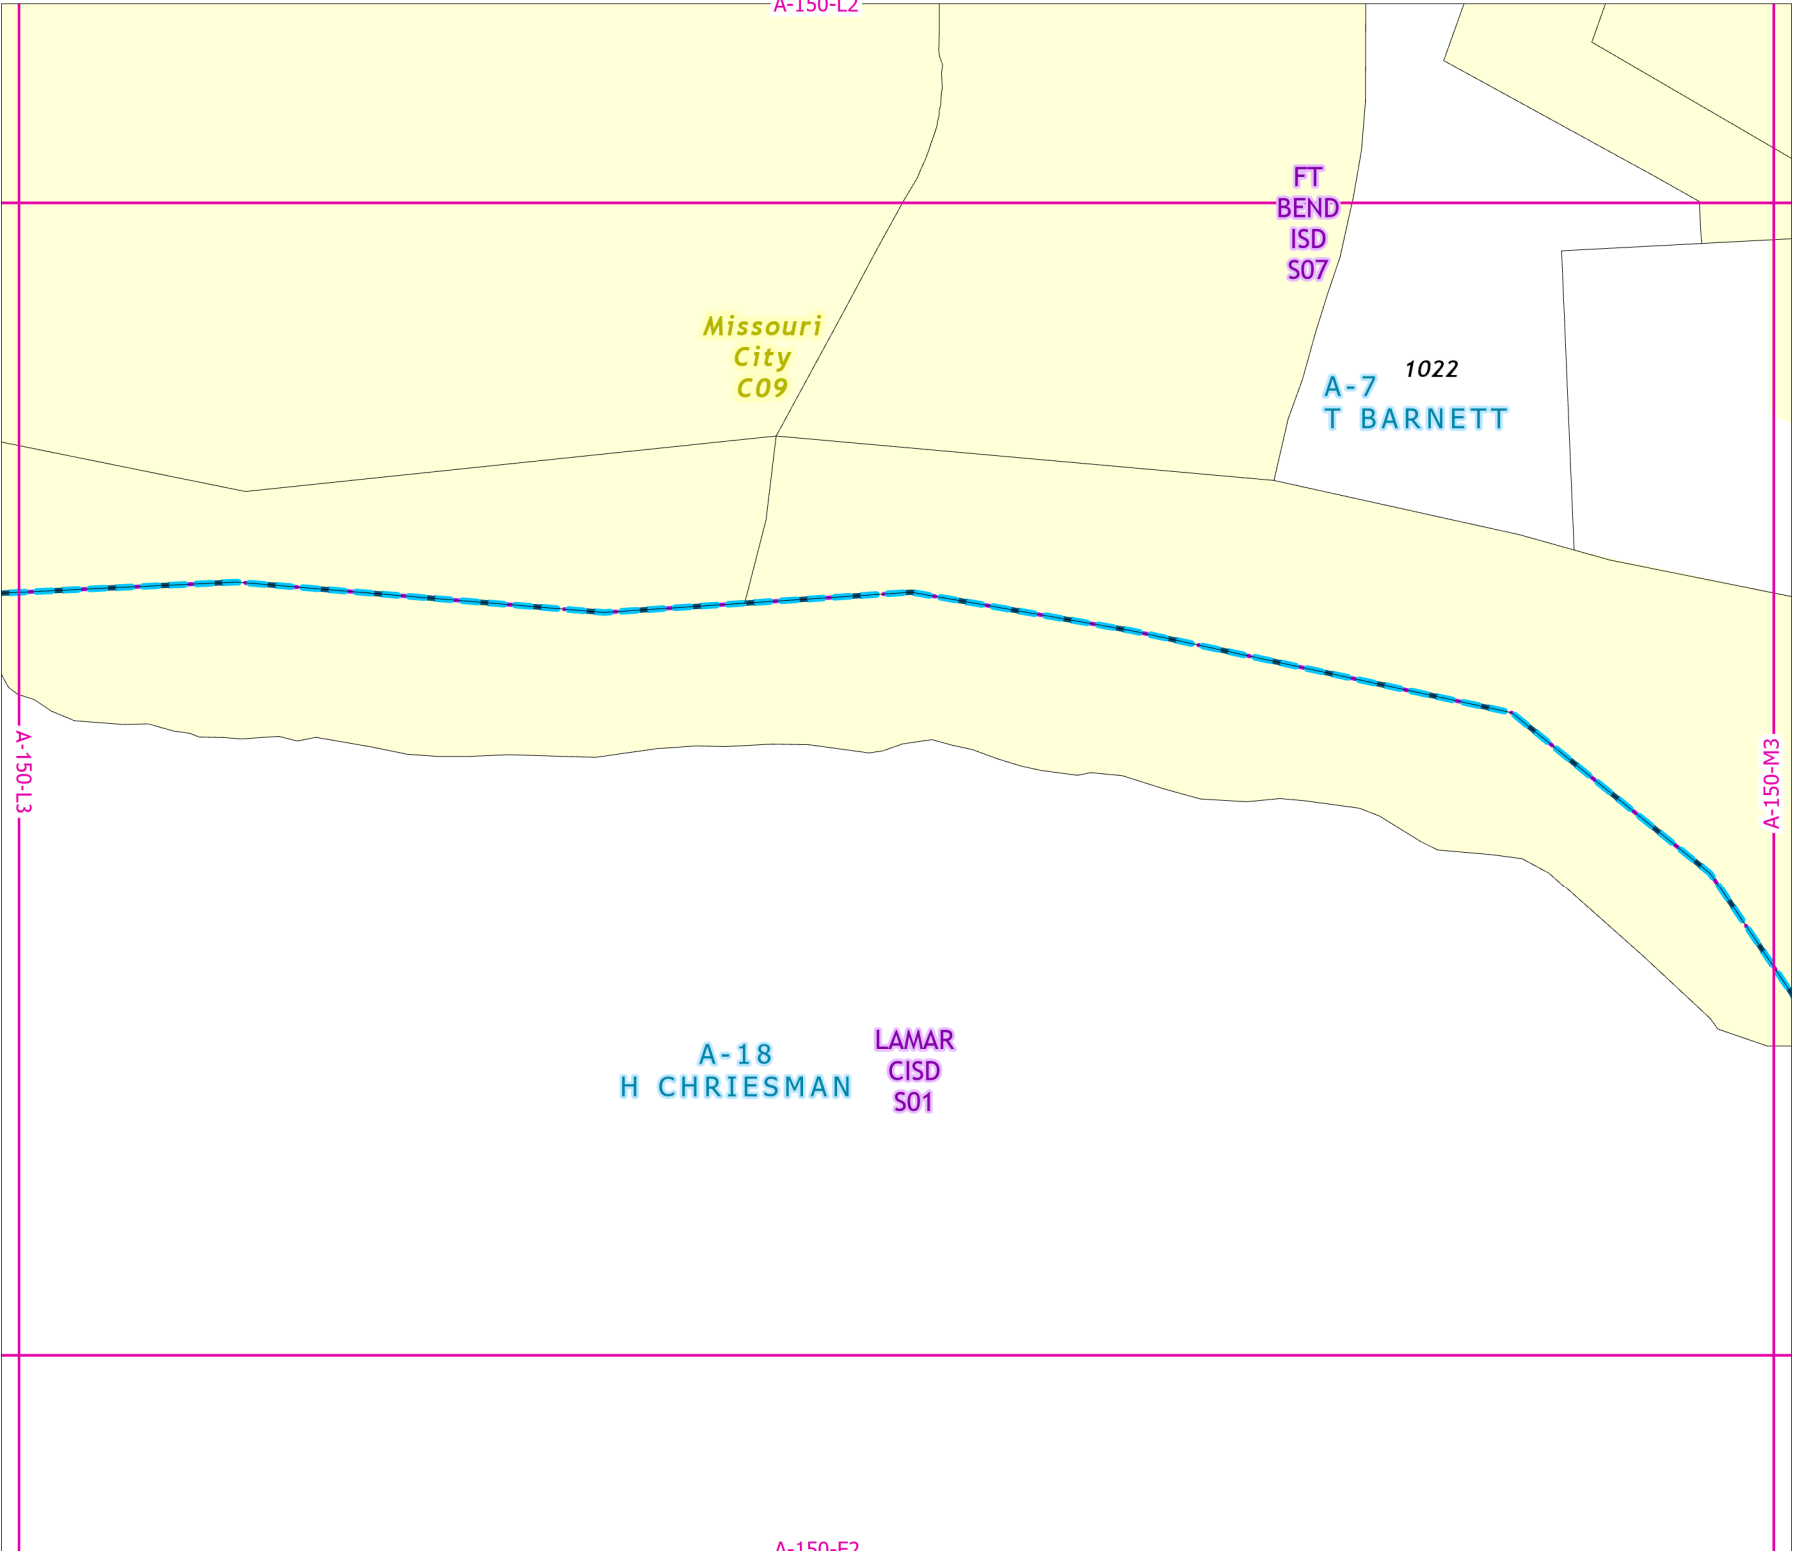 A-150-L2
FT
BEND
ISD
S07
Missouri
City
C09
1022
A-7
T BARNETT
A-150-L3
A-150-M3
A-18
H CHRIESMAN
LAMAR
CISD
S01
A-150-F2